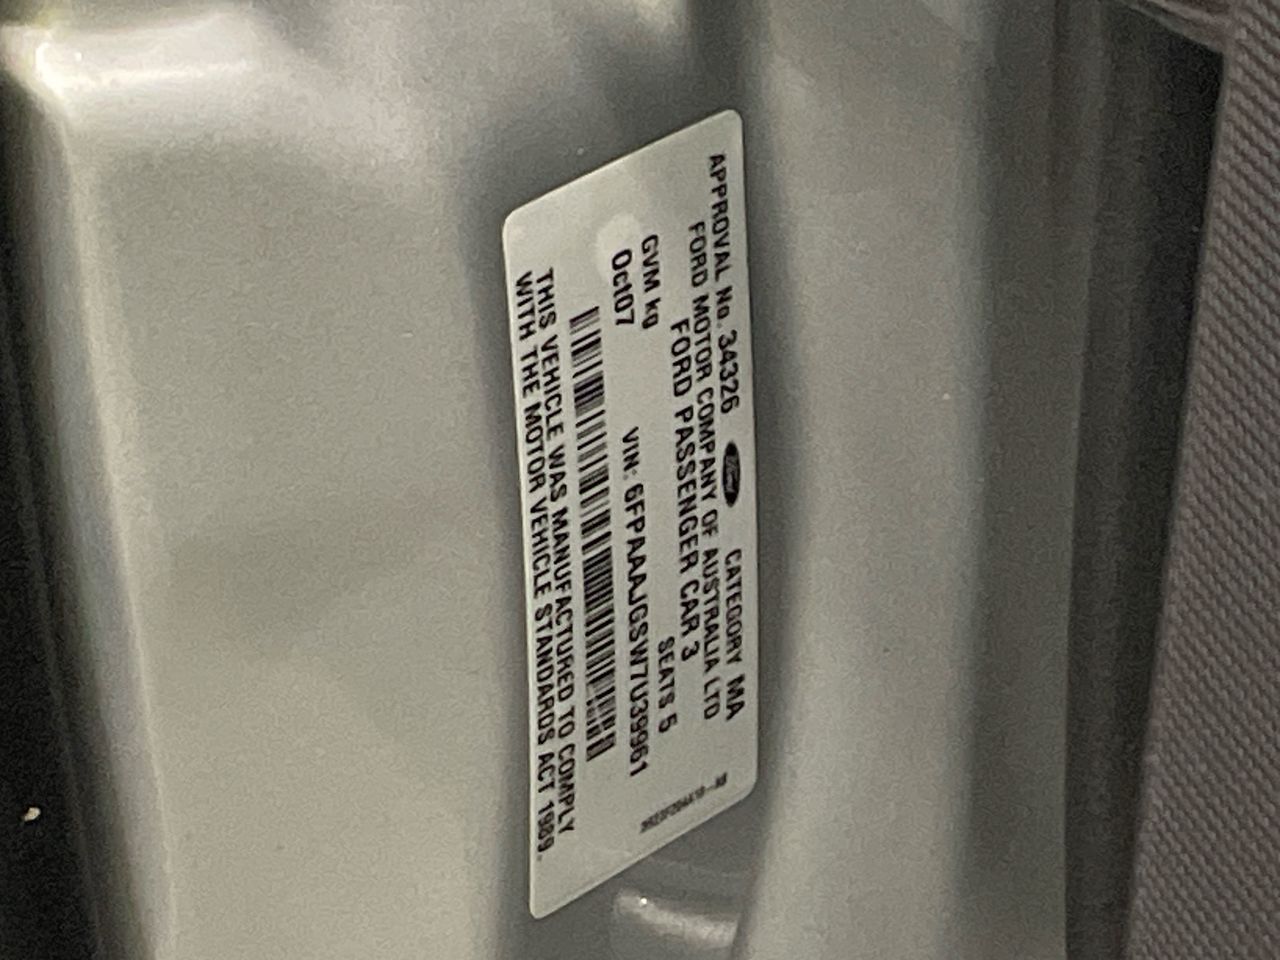 APPROVAL No. 34326 Ford CATEGORY MA
FORD MOTOR COMPANY OF AUSTRALIA LTD
FORD PASSENGER CAR 3
GVM kg SEATS 5
Oct07 VIN: 6FPAAAJGSW7U39961
THIS VEHICLE WAS MANUFACTURED TO COMPLY
WITH THE MOTOR VEHICLE STANDARDS ACT 1989.